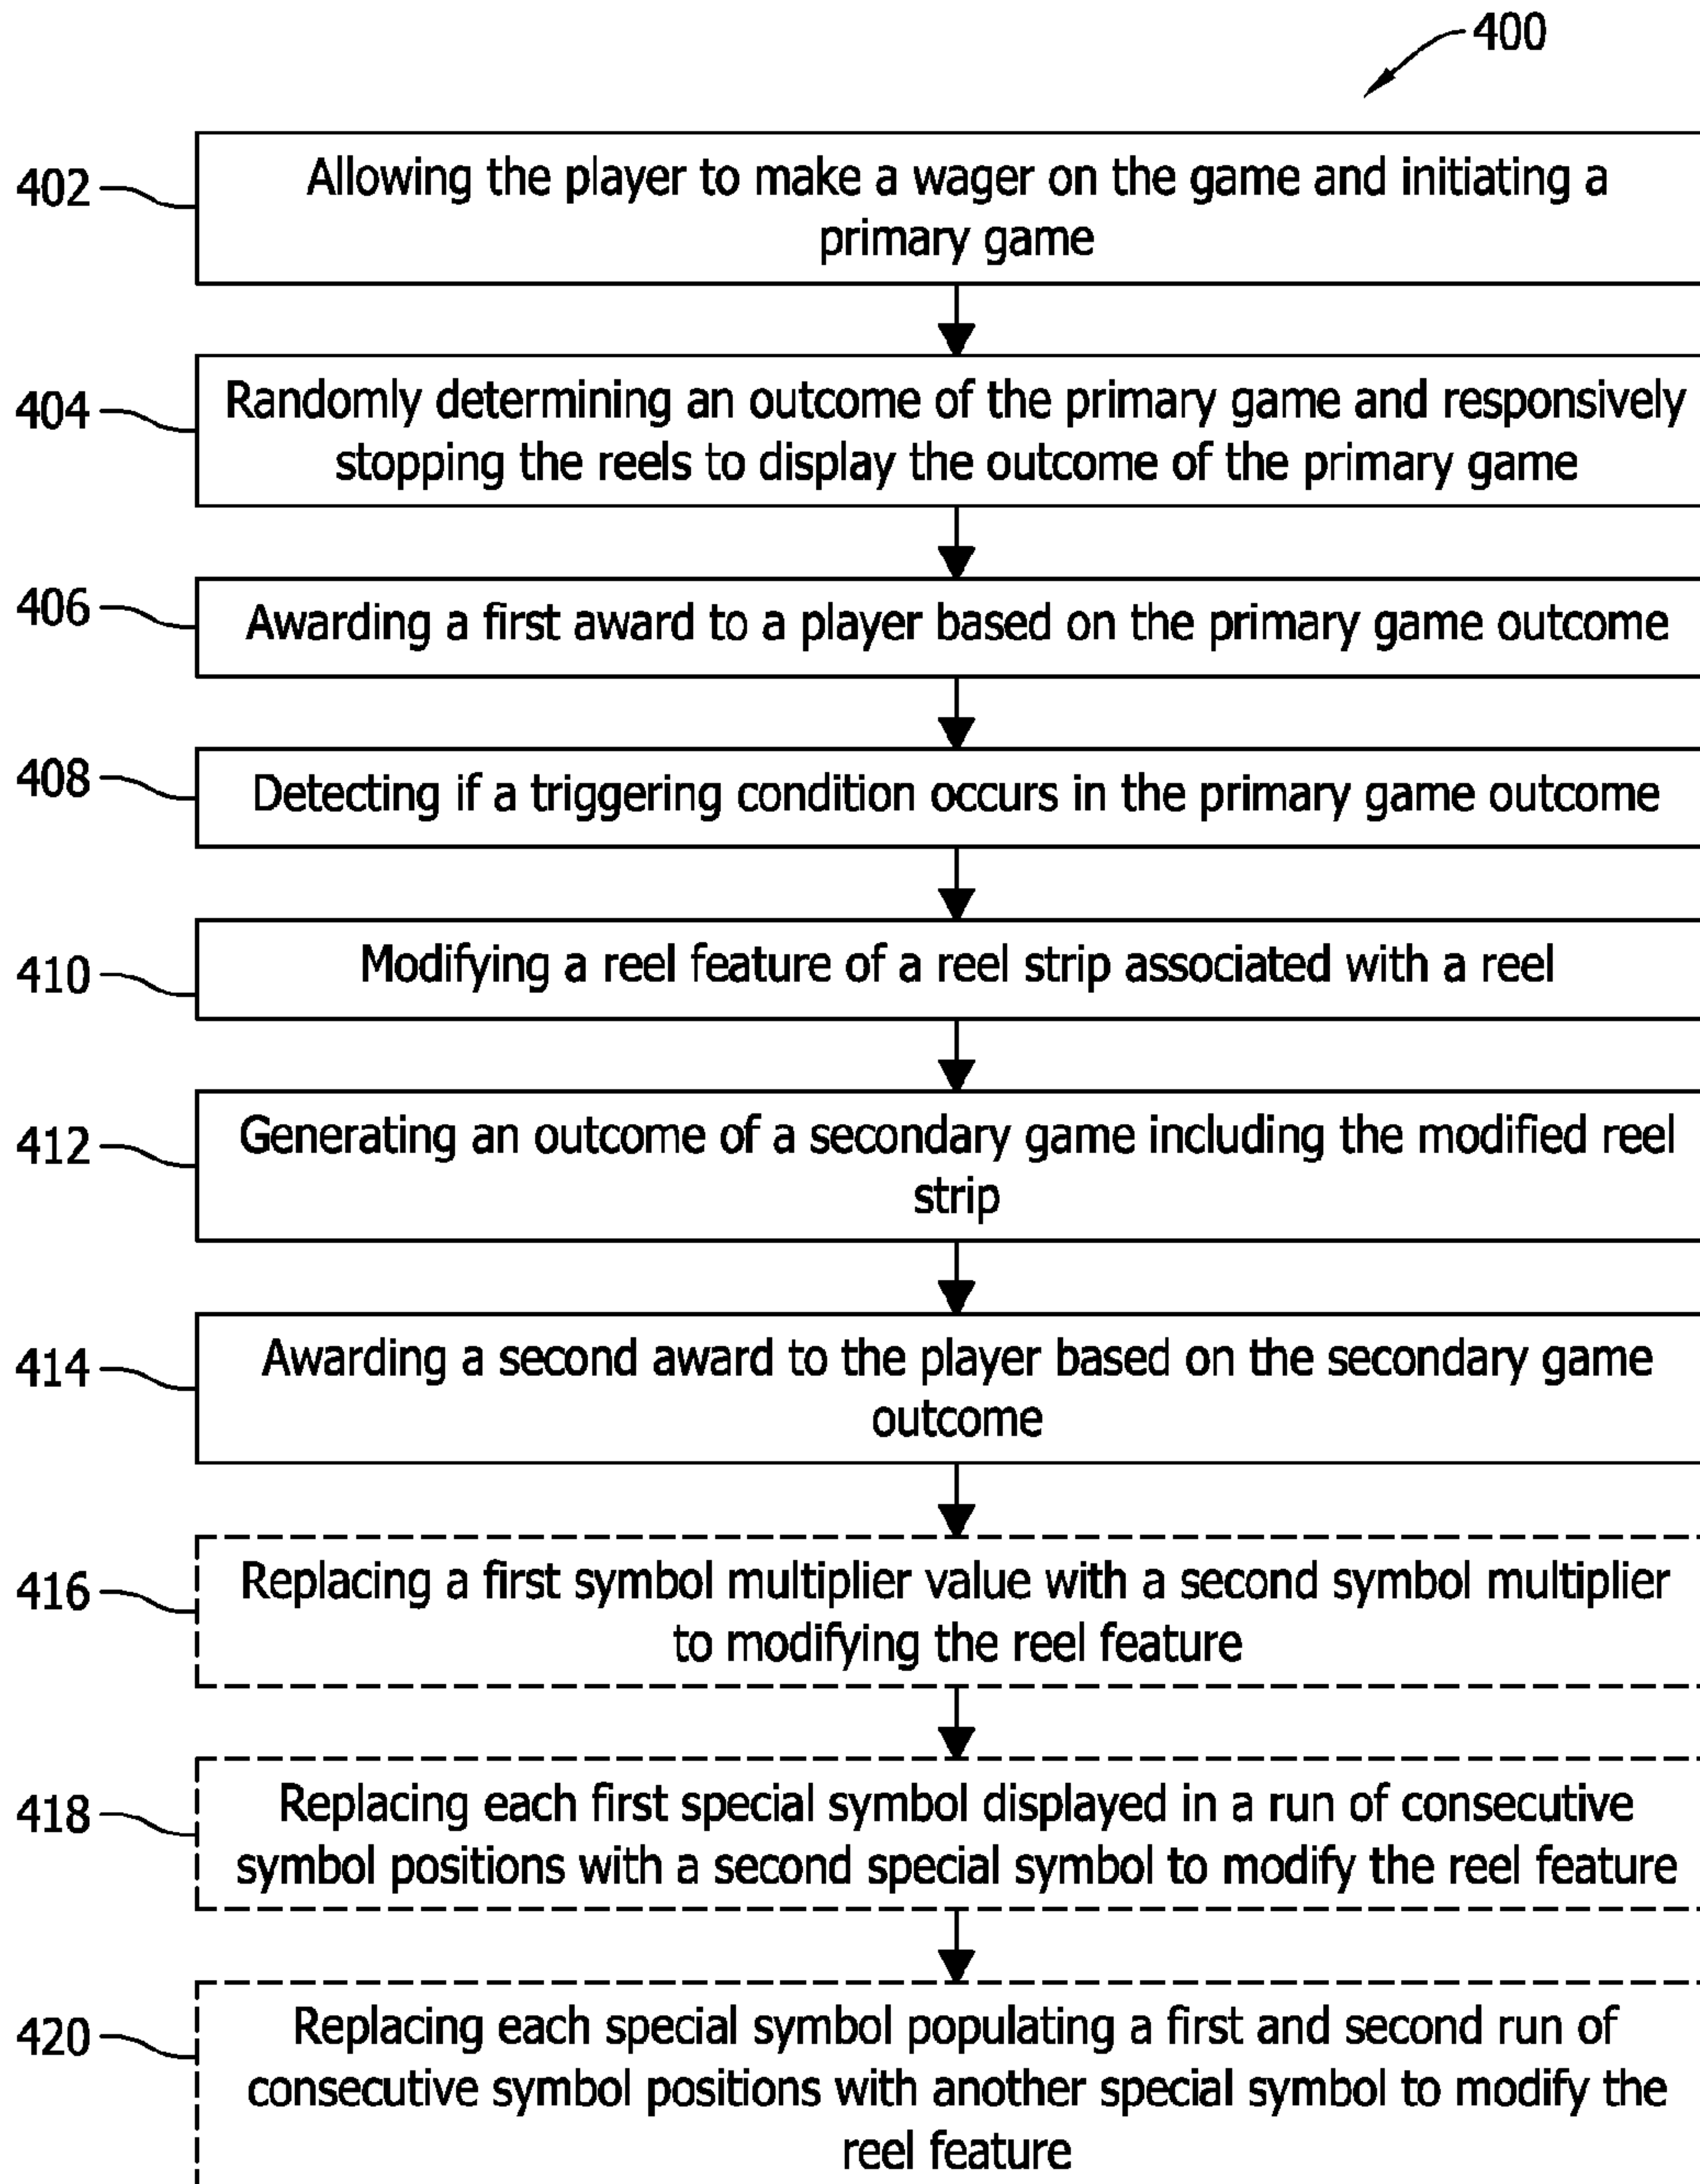 400
402
Allowing the player to make a wager on the game and initiating a
primary game
404
Randomly determining an outcome of the primary game and responsively
stopping the reels to display the outcome of the primary game
406
Awarding a first award to a player based on the primary game outcome
408
Detecting if a triggering condition occurs in the primary game outcome
410
Modifying a reel feature of a reel strip associated with a reel
412
Generating an outcome of a secondary game including the modified reel
strip
414
Awarding a second award to the player based on the secondary game
outcome
416
Replacing a first symbol multiplier value with a second symbol multiplier
to modifying the reel feature
418
Replacing each first special symbol displayed in a run of consecutive
symbol positions with a second special symbol to modify the reel feature
420
Replacing each special symbol populating a first and second run of
consecutive symbol positions with another special symbol to modify the
reel feature